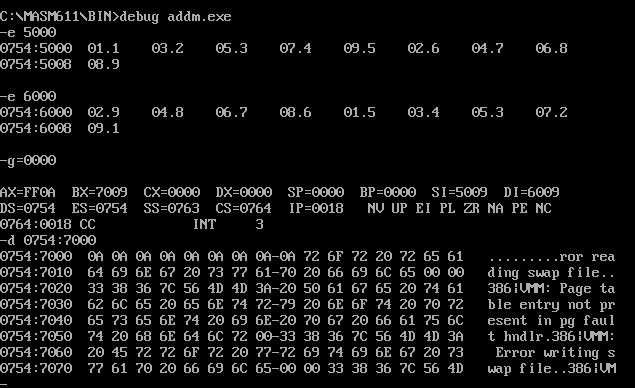 C:\MASM611\BIN>debug addm.exe
-e 5000
0754:5000  01.1    03.2    05.3    07.4    09.5    02.6    04.7    06.8
0754:5008  08.9
-e 6000
0754:6000  02.9    04.8    06.7    08.6    01.5    03.4    05.3    07.2
0754:6008  09.1
-g=0000
AX=FF0A  BX=7009  CX=0000  DX=0000  SP=0000  BP=0000  SI=5009  DI=6009
DS=0754  ES=0754  SS=0763  CS=0764  IP=0018   NV UP EI PL ZR NA PE NC
0764:0018 CC            INT     3
-d 0754:7000
0754:7000  0A 0A 0A 0A 0A 0A 0A 0A-0A 72 6F 72 20 72 65 61   .........ror rea
0754:7010  64 69 6E 67 20 73 77 61-70 20 66 69 6C 65 00 00   ding swap file..
0754:7020  33 38 36 7C 56 4D 4D 3A-20 50 61 67 65 20 74 61   386|VMM: Page ta
0754:7030  62 6C 65 20 65 6E 74 72-79 20 6E 6F 74 20 70 72   ble entry not pr
0754:7040  65 73 65 6E 74 20 69 6E-20 70 67 20 66 61 75 6C   esent in pg faul
0754:7050  74 20 68 6E 64 6C 72 00-33 38 36 7C 56 4D 4D 3A   t hndlr.386|VMM:
0754:7060  20 45 72 72 6F 72 20 77-72 69 74 69 6E 67 20 73    Error writing s
0754:7070  77 61 70 20 66 69 6C 65-00 00 33 38 36 7C 56 4D   wap file..386|VM
-